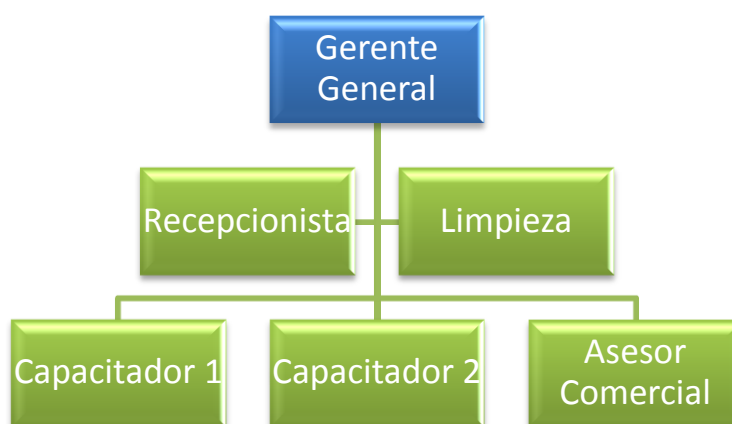 Gerente
General
Recepcionista
Limpieza
Capacitador 1
Capacitador 2
Asesor
Comercial